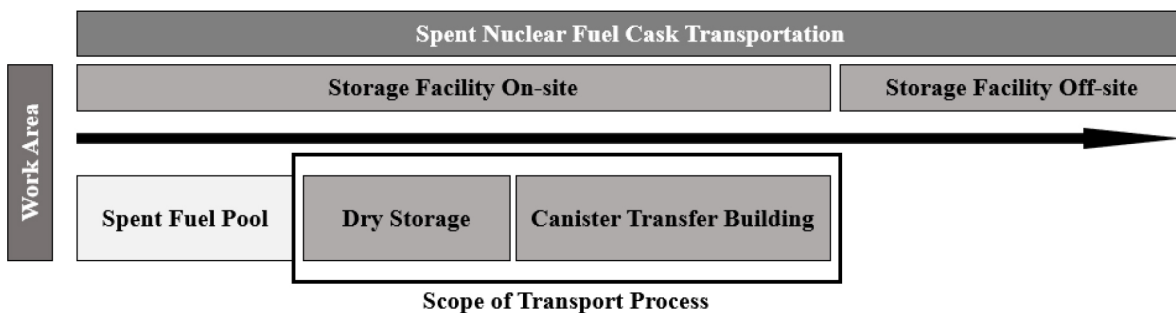 Spent Nuclear Fuel Cask Transportation
Work Area
Storage Facility On-site
Storage Facility Off-site
Spent Fuel Pool
Dry Storage
Canister Transfer Building
Scope of Transport Process